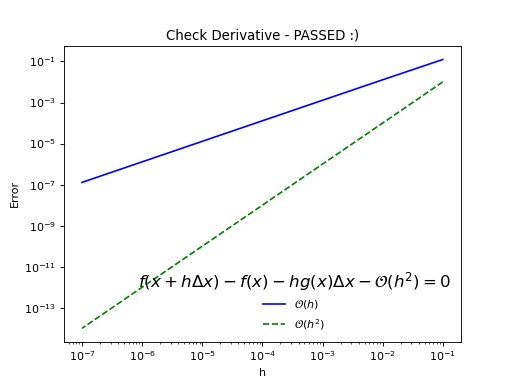 Check Derivative - PASSED :)
Error
10⁻¹
10⁻³
10⁻⁵
10⁻⁷
10⁻⁹
10⁻¹¹
10⁻¹³
f(x + hΔx) − f(x) − hg(x)Δx − 𝒪(h²) = 0
𝒪(h)
𝒪(h²)
10⁻⁷ 10⁻⁶ 10⁻⁵ 10⁻⁴ 10⁻³ 10⁻² 10⁻¹
h